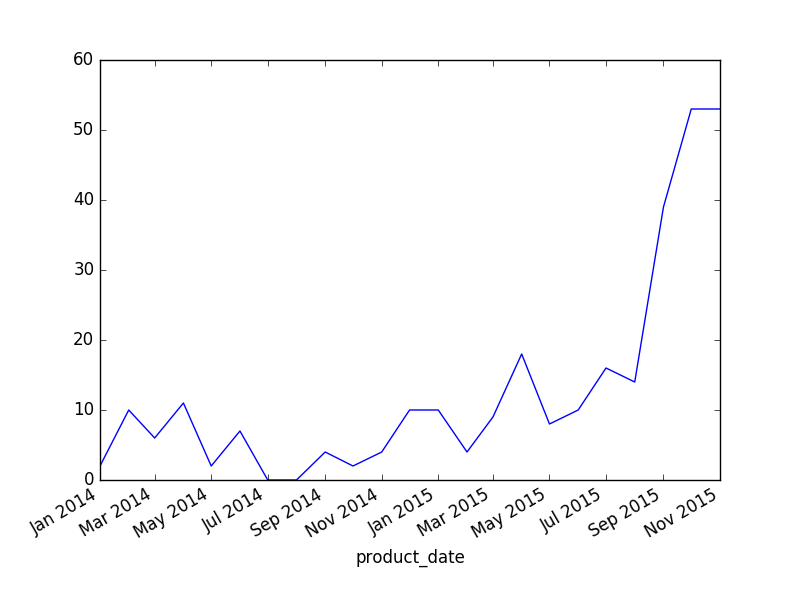 60
50
40
30
20
10
0
Jan 2014
Mar 2014
May 2014
Jul 2014
Sep 2014
Nov 2014
Jan 2015
Mar 2015
May 2015
Jul 2015
Sep 2015
Nov 2015
product_date